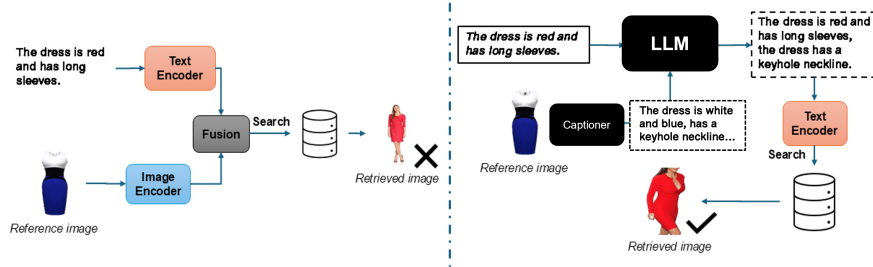 The dress is red
and has long
sleeves.
Text
Encoder
Fusion
Search
Image
Encoder
Reference image
Retrieved image
The dress is red and
has long sleeves.
LLM
The dress is red and
has long sleeves,
the dress has a
keyhole neckline.
Captioner
The dress is white
and blue, has a
keyhole neckline...
Reference image
Text
Encoder
Search
Retrieved image